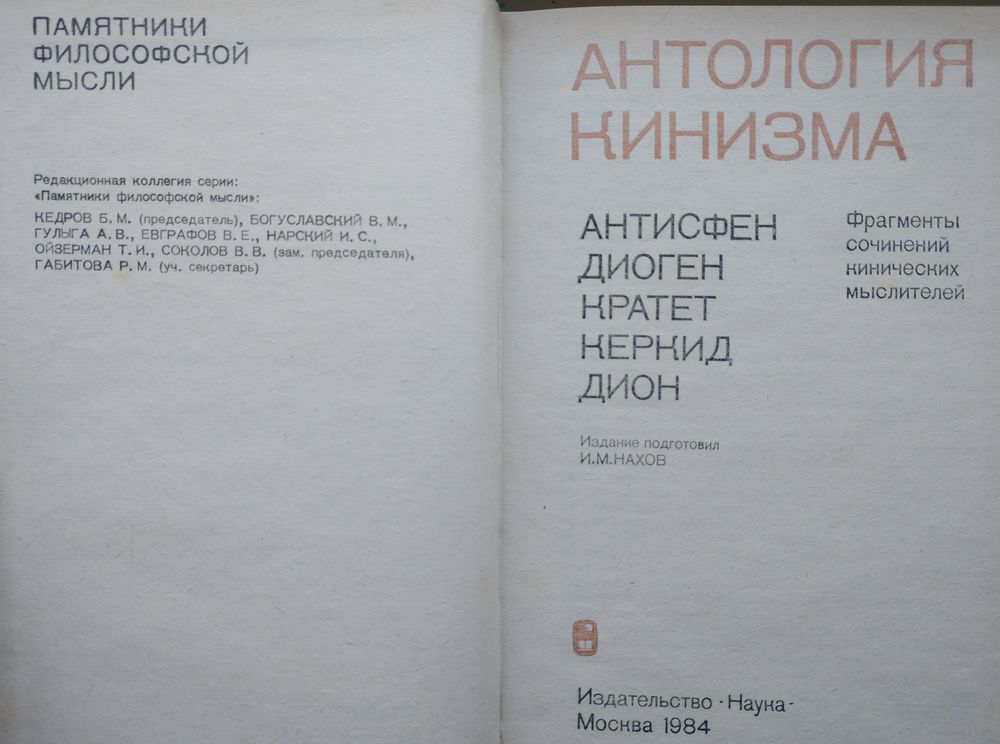 ПАМЯТНИКИ
ФИЛОСОФСКОЙ
МЫСЛИ
Редакционная коллегия серии:
«Памятники философской мысли»:
КЕДРОВ Б. М. (председатель), БОГУСЛАВСКИЙ В. М.,
ГУЛЫГА А. В., ЕВГРАФОВ В. Е., НАРСКИЙ И. С.,
ОЙЗЕРМАН Т. И., СОКОЛОВ В. В. (зам. председателя),
ГАБИТОВА Р. М. (уч. секретарь)
АНТОЛОГИЯ
КИНИЗМА
АНТИСФЕН
ДИОГЕН
КРАТЕТ
КЕРКИД
ДИОН
Фрагменты
сочинений
кинических
мыслителей
Издание подготовил
И.М.НАХОВ
Издательство -Наука-
Москва 1984